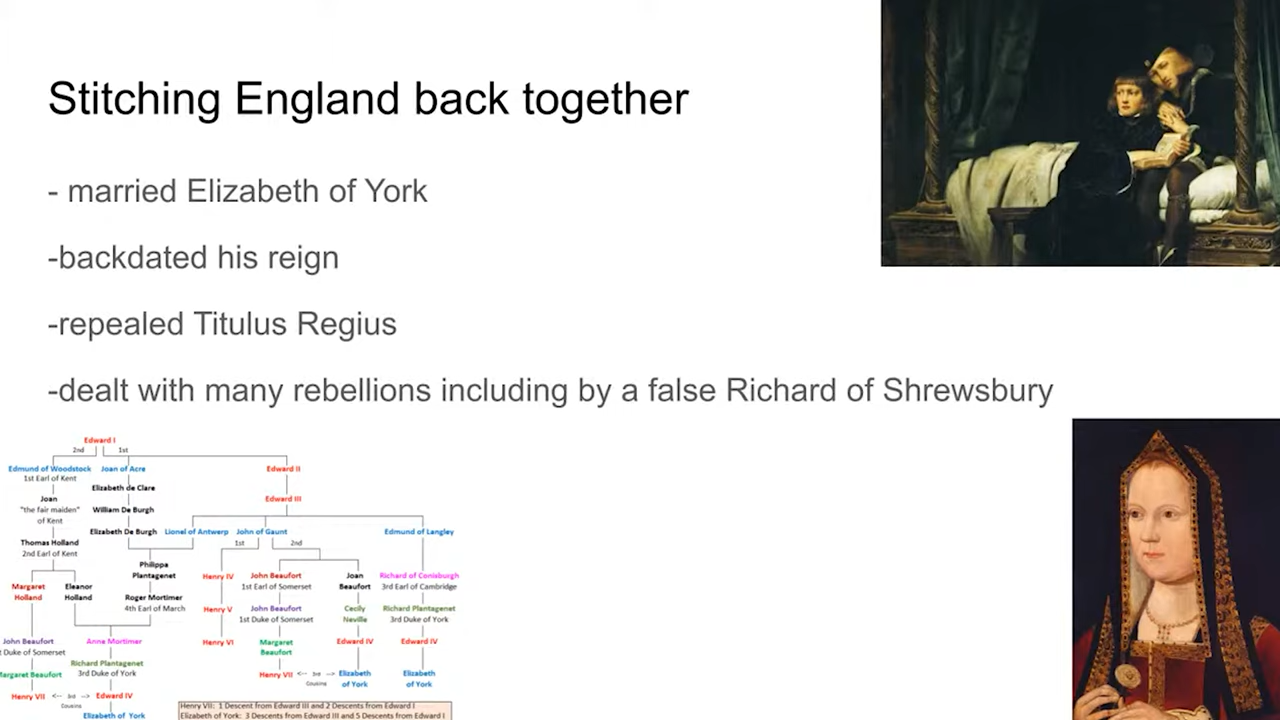 Stitching England back together
- married Elizabeth of York
-backdated his reign
-repealed Titulus Regius
-dealt with many rebellions including by a false Richard of Shrewsbury
Edward I
2nd 1st
Edmund of Woodstock Joan of Acre Edward II
1st Earl of Kent
Elizabeth de Clare
Joan Edward III
"the fair maiden" William De Burgh
of Kent
Elizabeth De Burgh Lionel of Antwerp John of Gaunt Edmund of Langley
Thomas Holland 1st 2nd
2nd Earl of Kent
Philippa
Plantagenet Henry IV John Beaufort Joan Richard of Conisburgh
Margaret Eleanor 1st Earl of Somerset Beaufort 3rd Earl of Cambridge
Holland Holland
Roger Mortimer Henry V John Beaufort Cecily Richard Plantagenet
4th Earl of March 1st Duke of Somerset Neville 3rd Duke of York
John Beaufort Anne Mortimer Henry VI Margaret Edward IV Edward IV
Duke of Somerset Beaufort
Richard Plantagenet
Margaret Beaufort 3rd Duke of York Henry VII <-- 3rd --> Elizabeth Elizabeth
Cousins of York of York
Henry VII <-- 3rd --> Edward IV
Cousins
Elizabeth of York
Henry VII: 1 Descent from Edward III and 2 Descents from Edward I
Elizabeth of York: 3 Descents from Edward III and 5 Descents from Edward I